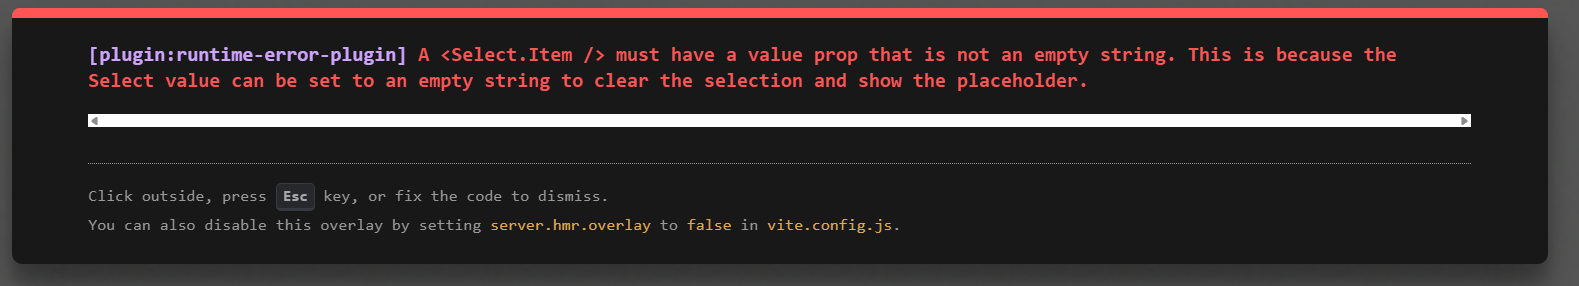 [plugin:runtime-error-plugin] A <Select.Item /> must have a value prop that is not an empty string. This is because the
Select value can be set to an empty string to clear the selection and show the placeholder.
Click outside, press Esc key, or fix the code to dismiss.
You can also disable this overlay by setting server.hmr.overlay to false in vite.config.js.